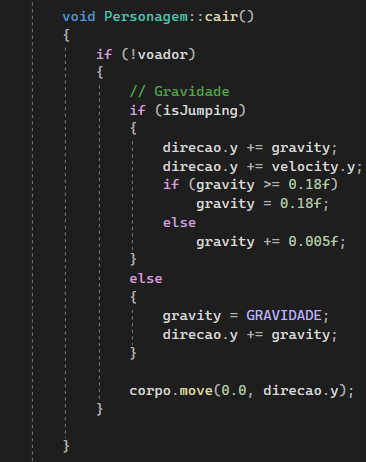 void Personagem::cair()
{
if (!voador)
{
// Gravidade
if (isJumping)
{
direcao.y += gravity;
direcao.y += velocity.y;
if (gravity >= 0.18f)
gravity = 0.18f;
else
gravity += 0.005f;
}
else
{
gravity = GRAVIDADE;
direcao.y += gravity;
}
corpo.move(0.0, direcao.y);
}
}